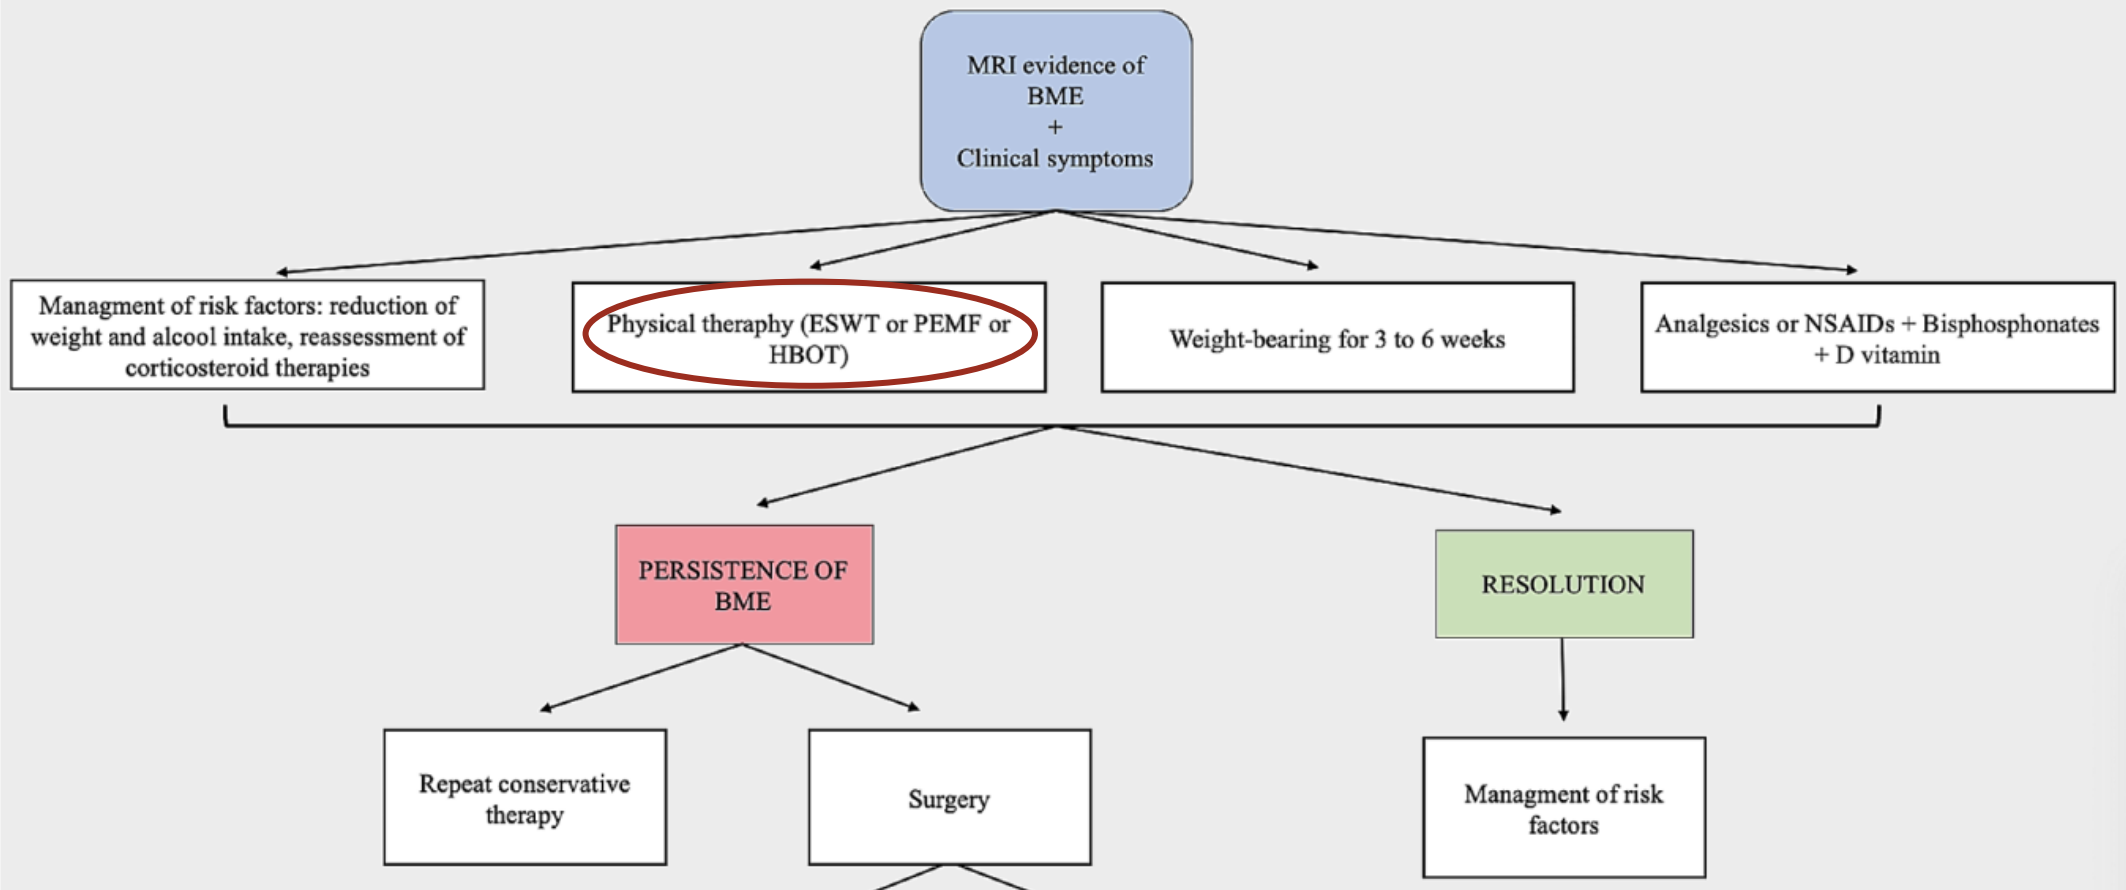 MRI evidence of
BME
+
Clinical symptoms
Managment of risk factors: reduction of
weight and alcool intake, reassessment of
corticosteroid therapies
Physical theraphy (ESWT or PEMF or
HBOT)
Weight-bearing for 3 to 6 weeks
Analgesics or NSAIDs + Bisphosphonates
+ D vitamin
PERSISTENCE OF
BME
RESOLUTION
Repeat conservative
therapy
Surgery
Managment of risk
factors